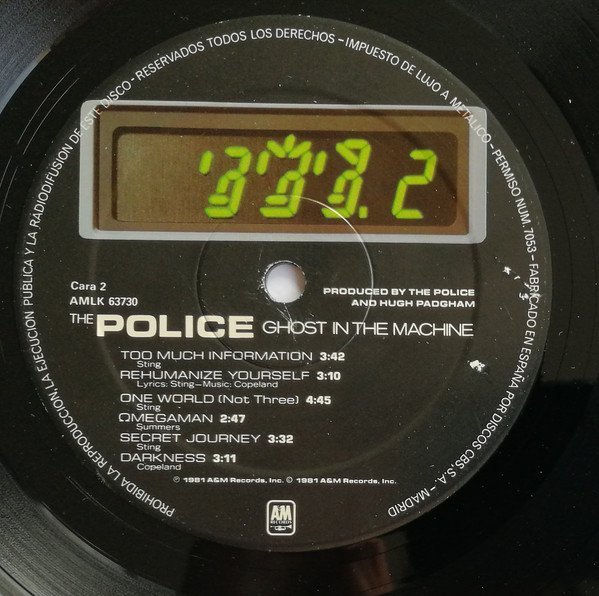 PROHIBIDA LA REPRODUCCION, LA EJECUCION PUBLICA Y LA RADIODIFUSION DE ESTE DISCO - RESERVADOS TODOS LOS DERECHOS - IMPUESTO DE LUJO A METALICO - PERMISO NUM. 7053 - FABRICADO EN ESPAÑA POR DISCOS CBS, S.A. - MADRID
.2
Cara 2
AMLK 63730
PRODUCED BY THE POLICE
AND HUGH PADGHAM
THE POLICE GHOST IN THE MACHINE
TOO MUCH INFORMATION 3:42
Sting
REHUMANIZE YOURSELF 3:10
Lyrics: Sting—Music: Copeland
ONE WORLD (Not Three) 4:45
Sting
ΩMEGAMAN 2:47
Summers
SECRET JOURNEY 3:32
Sting
DARKNESS 3:11
Copeland
℗ 1981 A&M Records, Inc. © 1981 A&M Records, Inc.
A&M
RECORDS